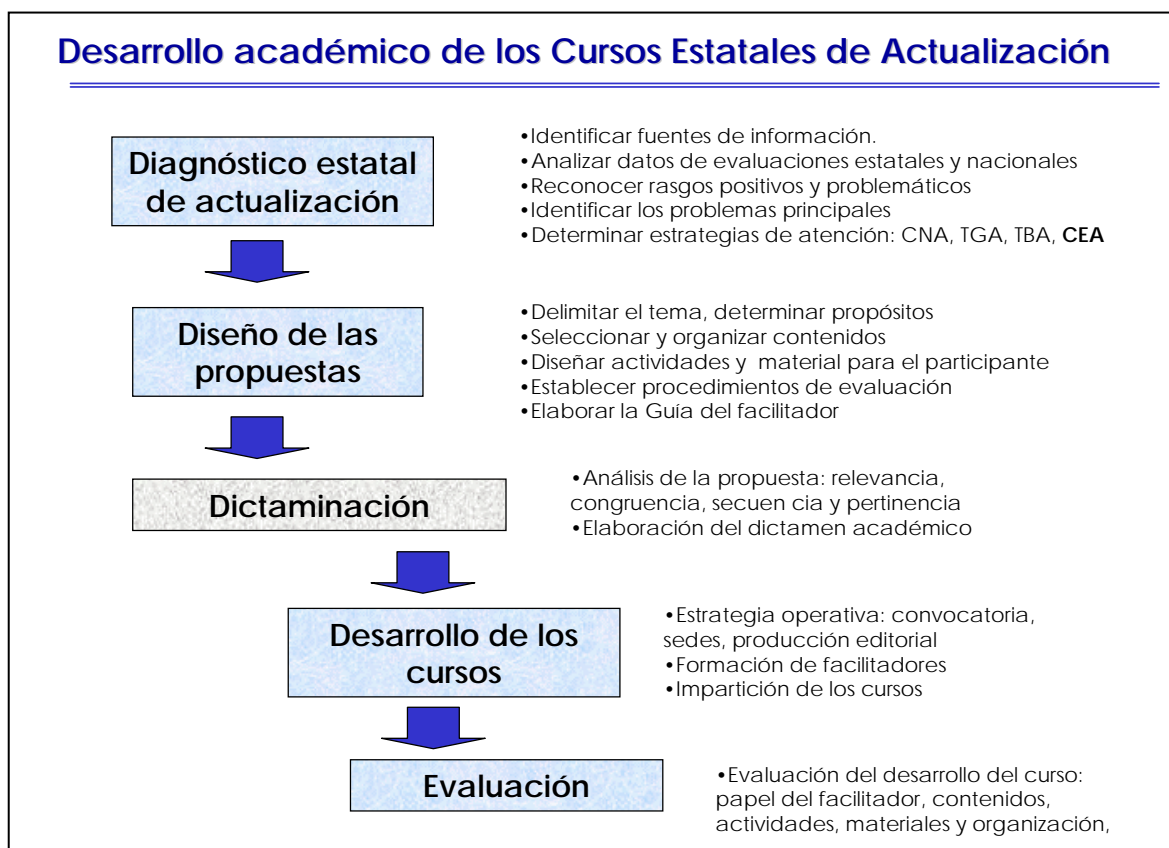 Desarrollo académico de los Cursos Estatales de Actualización
Diagnóstico estatal
de actualización
•Identificar fuentes de información.
•Analizar datos de evaluaciones estatales y nacionales
•Reconocer rasgos positivos y problemáticos
•Identificar los problemas principales
•Determinar estrategias de atención: CNA, TGA, TBA, CEA
Diseño de las
propuestas
•Delimitar el tema, determinar propósitos
•Seleccionar y organizar contenidos
•Diseñar actividades y material para el participante
•Establecer procedimientos de evaluación
•Elaborar la Guía del facilitador
Dictaminación
•Análisis de la propuesta: relevancia,
congruencia, secuen cia y pertinencia
•Elaboración del dictamen académico
Desarrollo de los
cursos
•Estrategia operativa: convocatoria,
sedes, producción editorial
•Formación de facilitadores
•Impartición de los cursos
Evaluación
•Evaluación del desarrollo del curso:
papel del facilitador, contenidos,
actividades, materiales y organización,